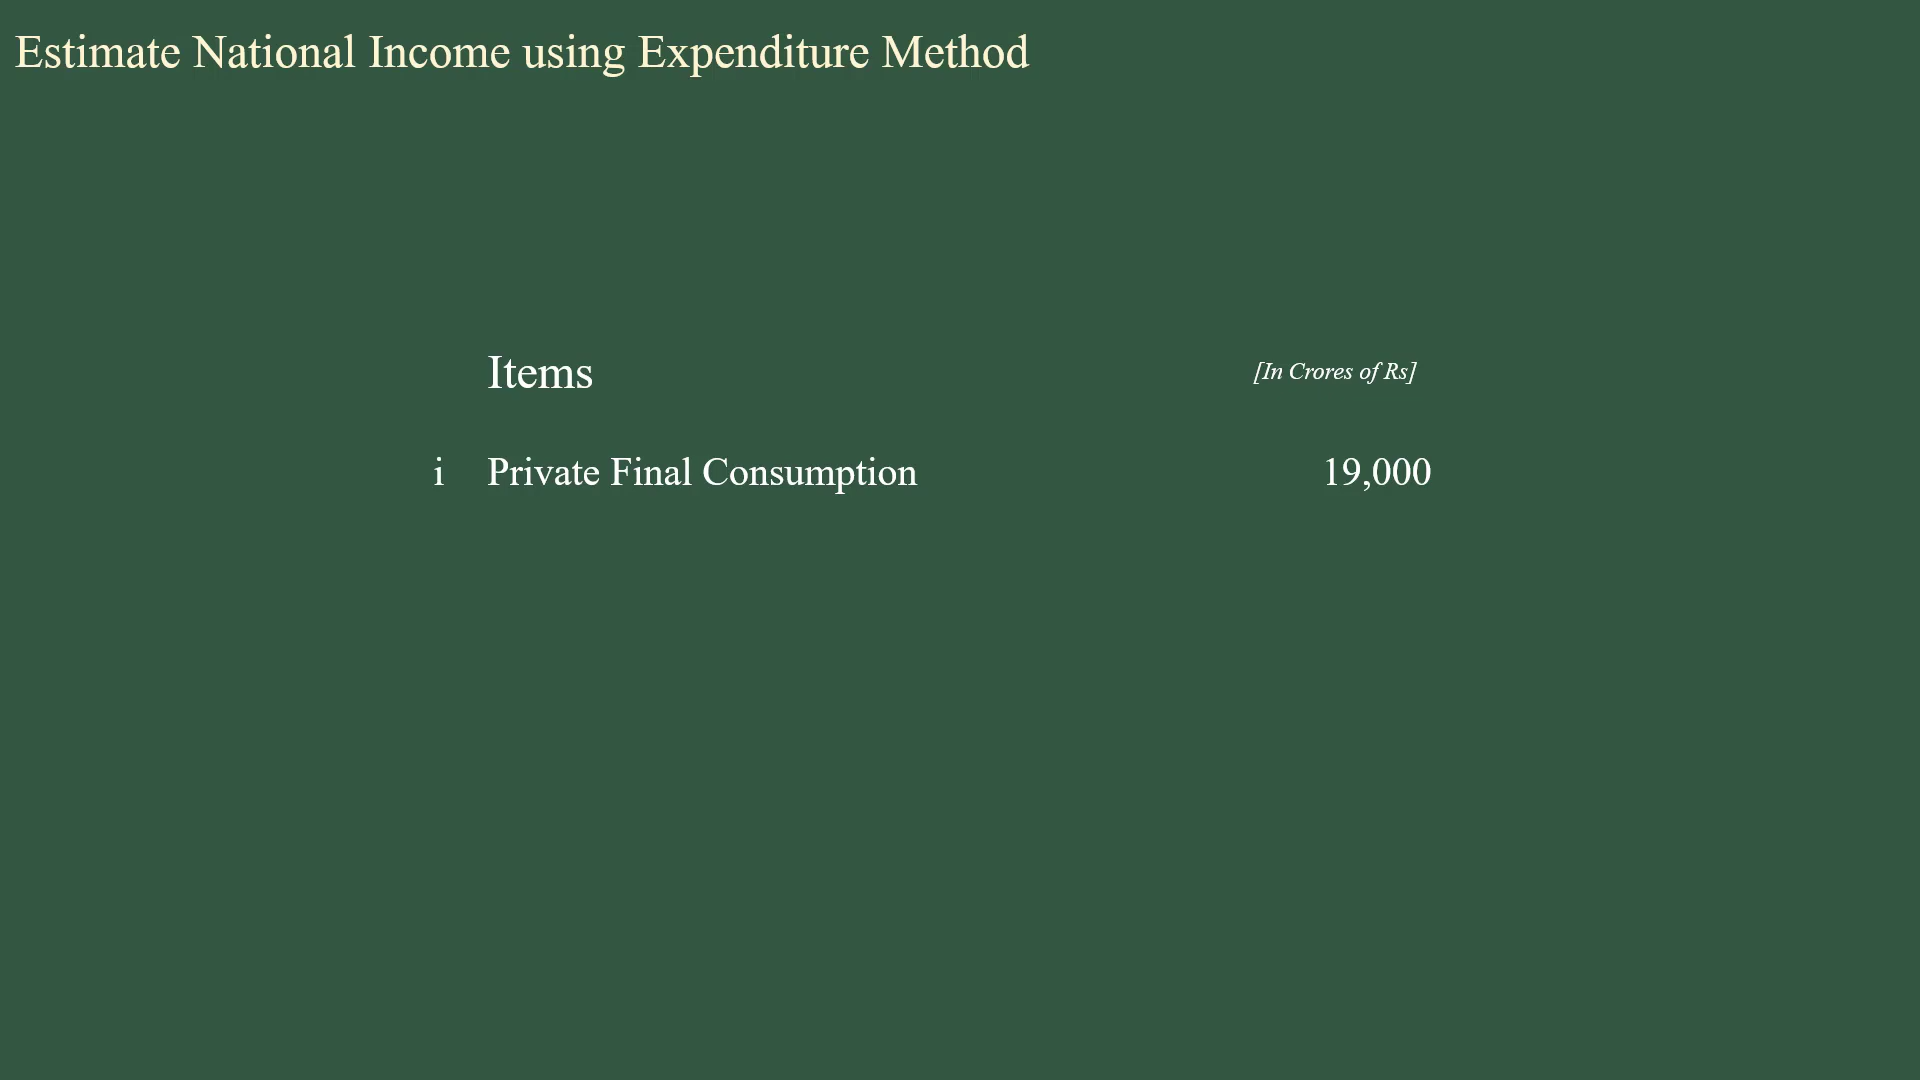 Estimate National Income using Expenditure Method
Items [In Crores of Rs]
i Private Final Consumption 19,000